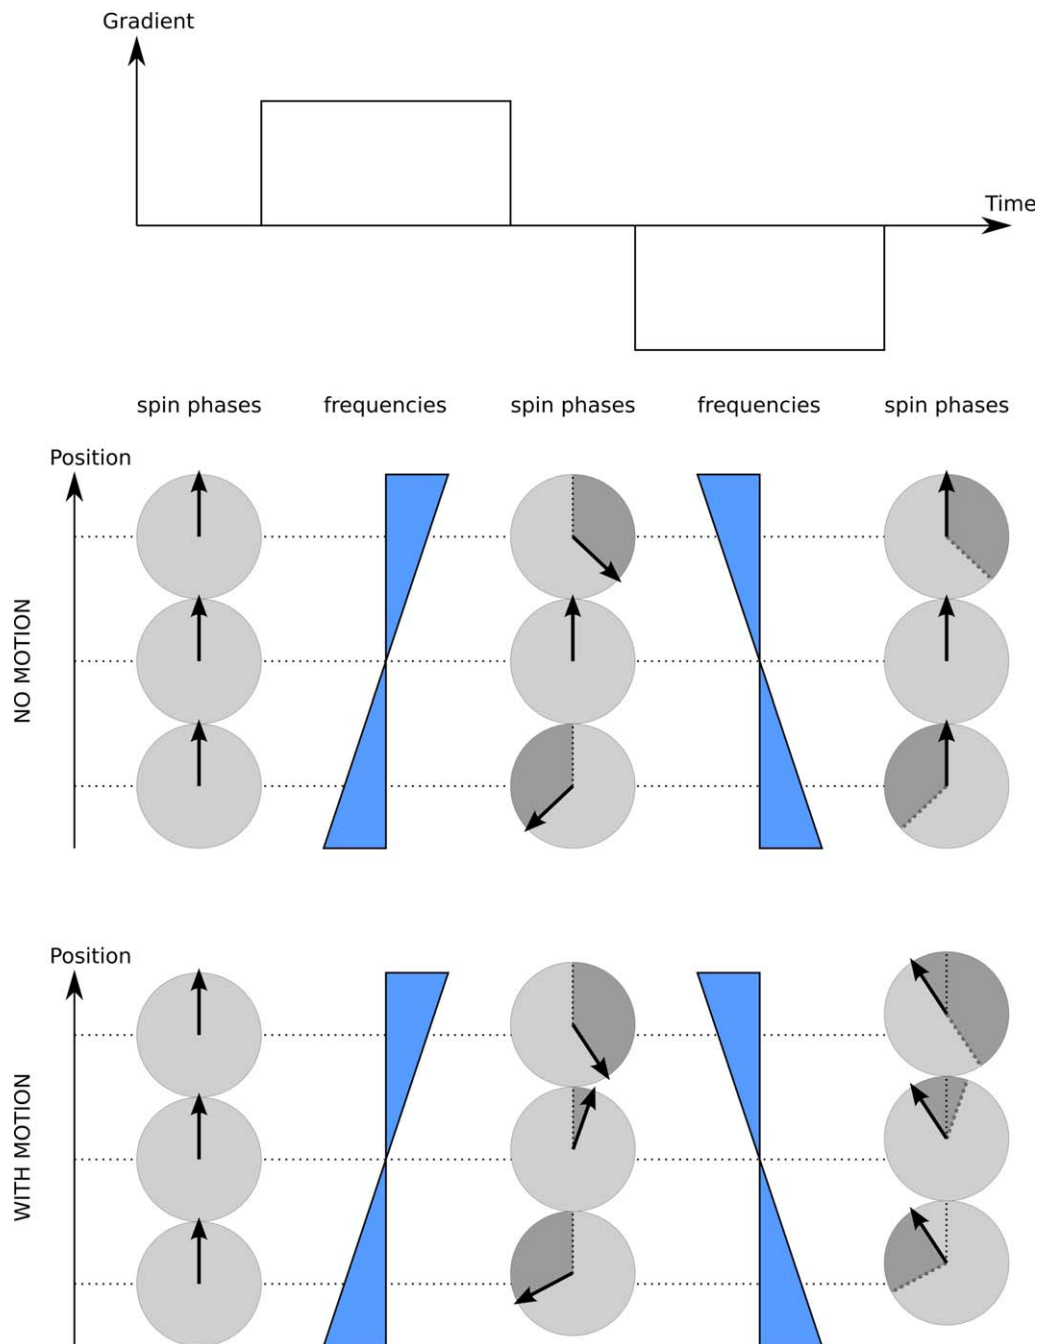 Gradient
Time
spin phases
frequencies
spin phases
frequencies
spin phases
Position
NO MOTION
Position
WITH MOTION